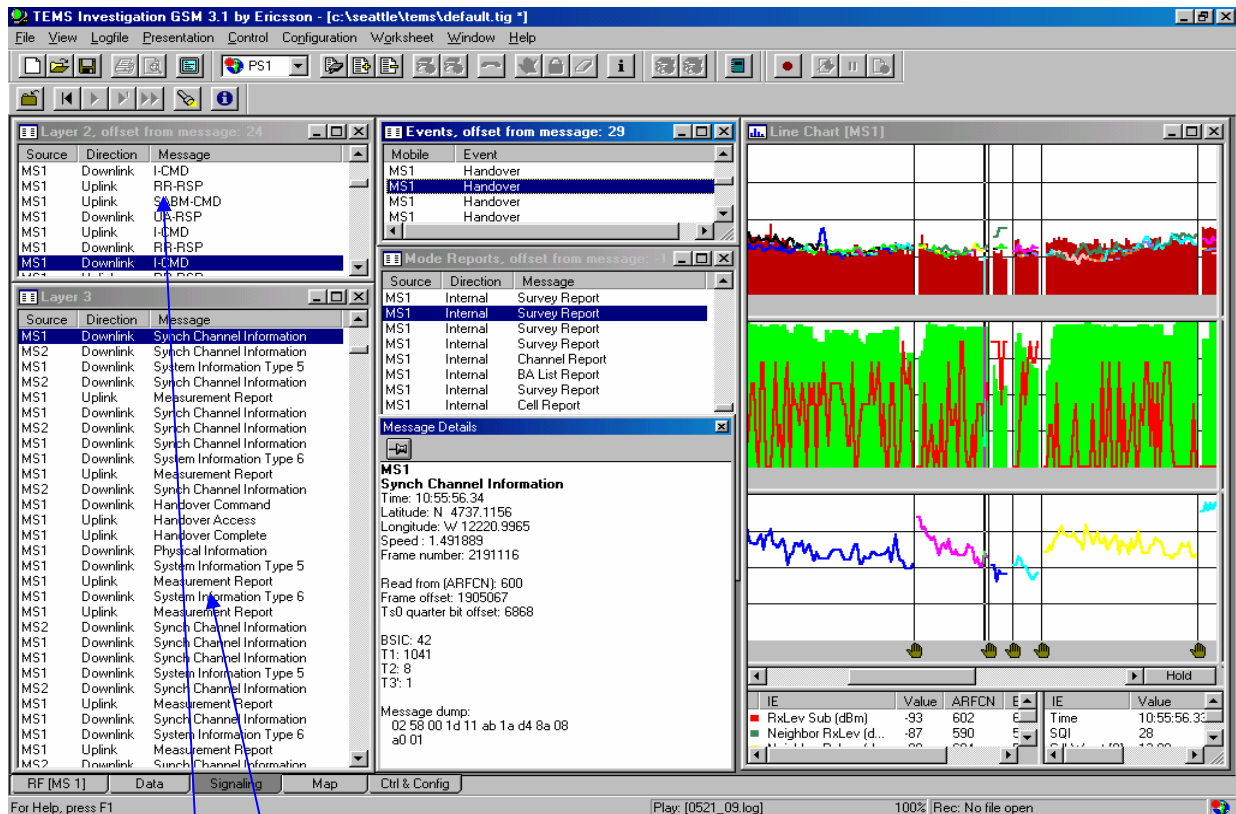 TEMS Investigation GSM 3.1 by Ericsson - [c:\seattle\tems\default.tig *]
File View Logfile Presentation Control Configuration Worksheet Window Help
PS1
Layer 2, offset from message: 24
Source Direction Message
MS1 Downlink I-CMD
MS1 Uplink RR-RSP
MS1 Uplink SABM-CMD
MS1 Downlink UA-RSP
MS1 Uplink I-CMD
MS1 Downlink RR-RSP
MS1 Downlink I-CMD
Layer 3
Source Direction Message
MS1 Downlink Synch Channel Information
MS2 Downlink Synch Channel Information
MS1 Downlink System Information Type 5
MS2 Downlink Synch Channel Information
MS1 Uplink Measurement Report
MS1 Downlink Synch Channel Information
MS2 Downlink Synch Channel Information
MS1 Downlink Synch Channel Information
MS1 Downlink System Information Type 6
MS1 Uplink Measurement Report
MS2 Downlink Synch Channel Information
MS1 Downlink Handover Command
MS1 Uplink Handover Access
MS1 Uplink Handover Complete
MS1 Downlink Physical Information
MS1 Downlink System Information Type 5
MS1 Uplink Measurement Report
MS1 Downlink System Information Type 6
MS1 Uplink Measurement Report
MS2 Downlink Synch Channel Information
MS1 Downlink Synch Channel Information
MS1 Downlink Synch Channel Information
MS1 Downlink System Information Type 5
MS2 Downlink Synch Channel Information
MS1 Uplink Measurement Report
MS1 Downlink Synch Channel Information
MS1 Downlink System Information Type 6
MS1 Uplink Measurement Report
MS2 Downlink Synch Channel Information
Events, offset from message: 29
Mobile Event
MS1 Handover
MS1 Handover
MS1 Handover
MS1 Handover
Mode Reports, offset from message: -1
Source Direction Message
MS1 Internal Survey Report
MS1 Internal Survey Report
MS1 Internal Survey Report
MS1 Internal Survey Report
MS1 Internal Channel Report
MS1 Internal BA List Report
MS1 Internal Survey Report
MS1 Internal Cell Report
Message Details
MS1
Synch Channel Information
Time: 10:55:56.34
Latitude: N 4737.1156
Longitude: W 12220.9965
Speed : 1.491889
Frame number: 2191116
Read from (ARFCN): 600
Frame offset: 1905067
Ts0 quarter bit offset: 6868
BSIC: 42
T1: 1041
T2: 8
T3': 1
Message dump:
02 58 00 1d 11 ab 1a d4 8a 08
a0 01
Line Chart [MS1]
Hold
IE Value ARFCN
RxLev Sub (dBm) -93 602
Neighbor RxLev (d... -87 590
IE Value
Time 10:55:56.33
SQI 28
RF [MS 1] Data Signaling Map Ctrl & Config
For Help, press F1 Play: [0521_09.log] 100% Rec: No file open